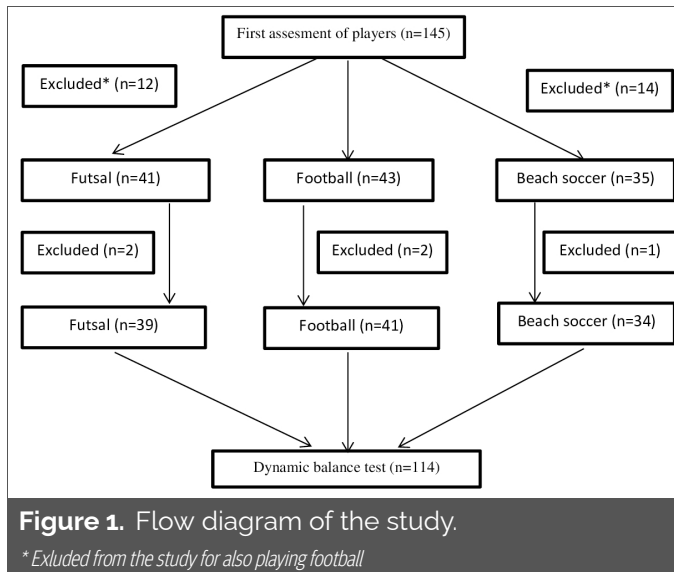 First assesment of players (n=145)
Excluded* (n=12)
Excluded* (n=14)
Futsal (n=41)
Football (n=43)
Beach soccer (n=35)
Excluded (n=2)
Excluded (n=2)
Excluded (n=1)
Futsal (n=39)
Football (n=41)
Beach soccer (n=34)
Dynamic balance test (n=114)
Figure 1. Flow diagram of the study.
* Exluded from the study for also playing football